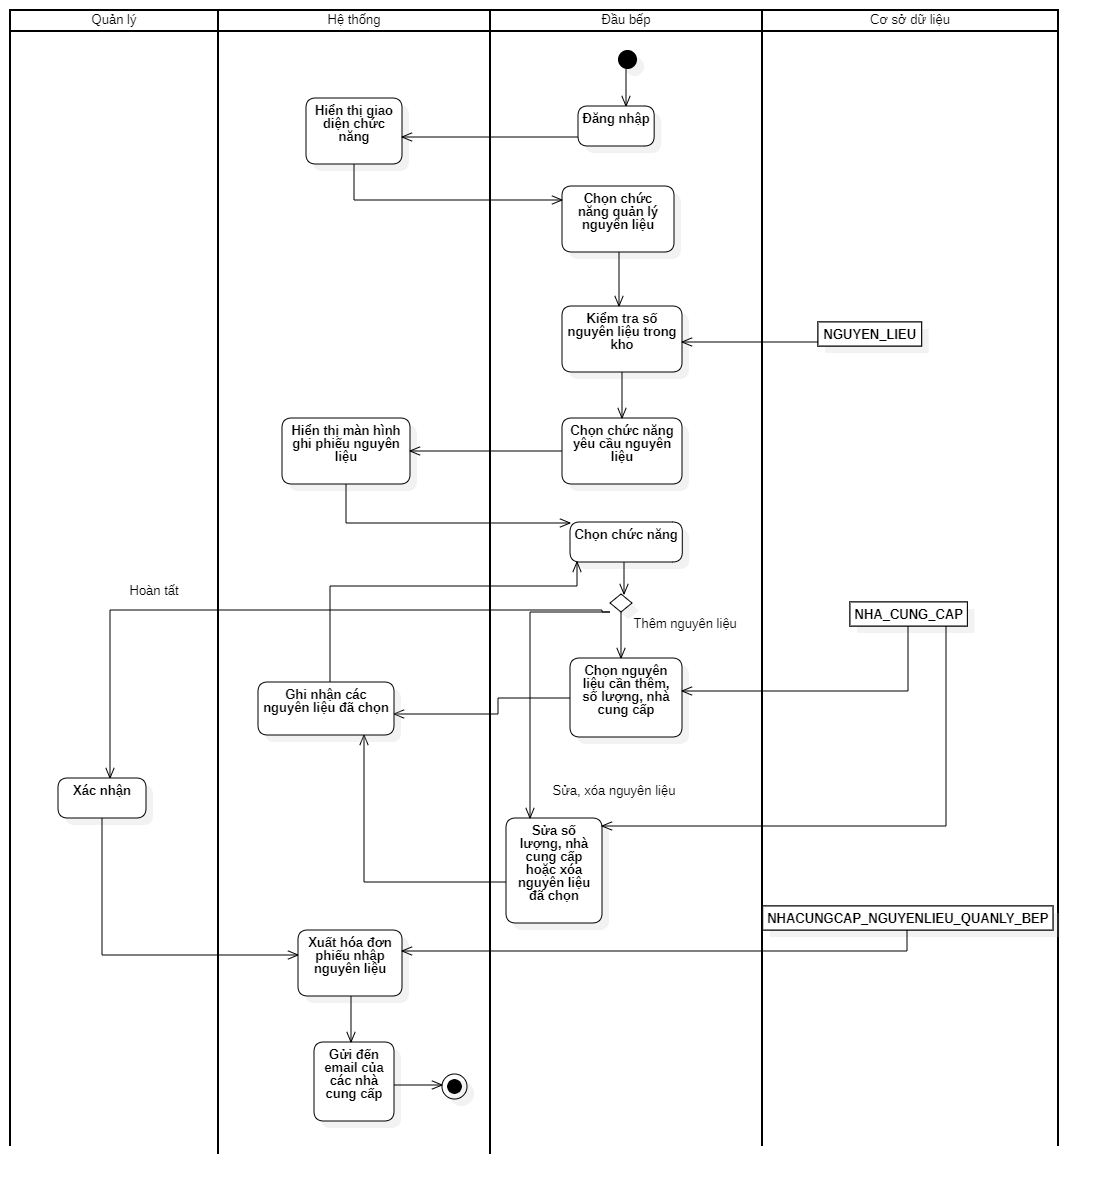 Quản lý
Hệ thống
Đầu bếp
Cơ sở dữ liệu
Đăng nhập
Hiển thị giao
diện chức
năng
Chọn chức
năng quản lý
nguyên liệu
Kiểm tra số
nguyên liệu trong
kho
NGUYEN_LIEU
Chọn chức năng
yêu cầu nguyên
liệu
Hiển thị màn hình
ghi phiếu nguyên
liệu
Chọn chức năng
Hoàn tất
Thêm nguyên liệu
NHA_CUNG_CAP
Chọn nguyên
liệu cần thêm,
số lượng, nhà
cung cấp
Ghi nhận các
nguyên liệu đã chọn
Xác nhận
Sửa, xóa nguyên liệu
Sửa số
lượng, nhà
cung cấp
hoặc xóa
nguyên liệu
đã chọn
NHACUNGCAP_NGUYENLIEU_QUANLY_BEP
Xuất hóa đơn
phiếu nhập
nguyên liệu
Gửi đến
email của
các nhà
cung cấp